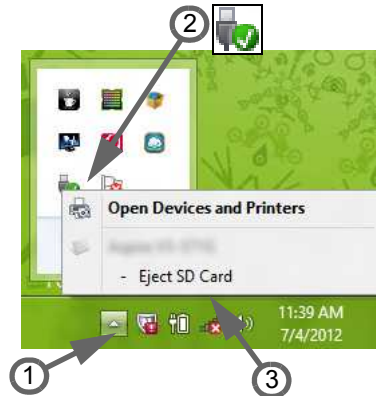 2
Open Devices and Printers
- Eject SD Card
11:39 AM
7/4/2012
1
3